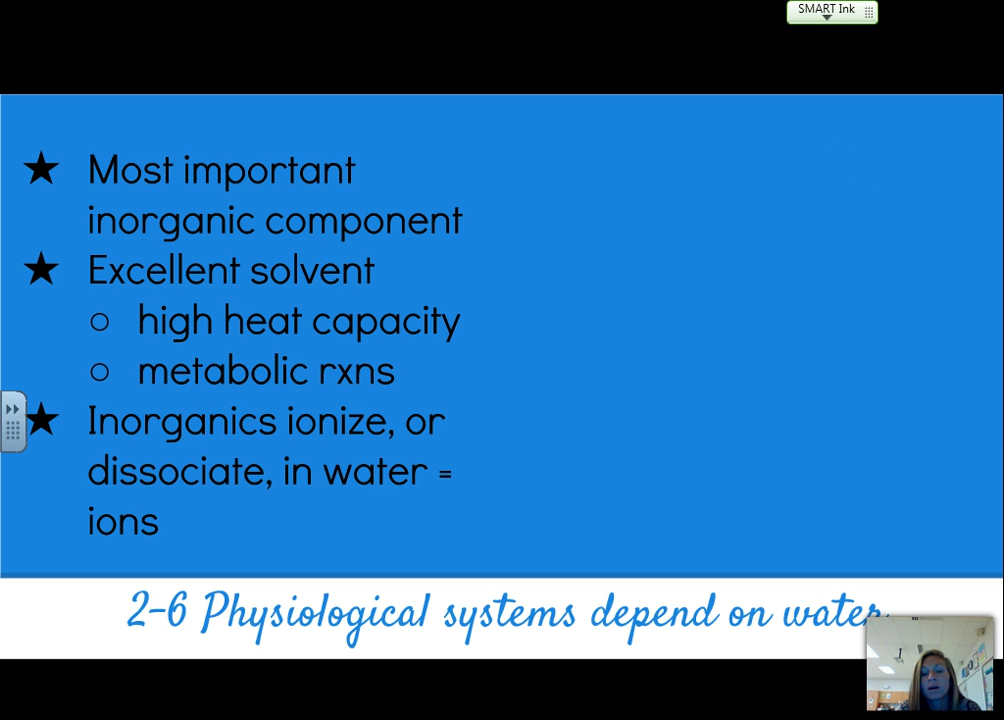 SMART Ink
★ Most important
inorganic component
★ Excellent solvent
○ high heat capacity
○ metabolic rxns
★ Inorganics ionize, or
dissociate, in water =
ions
2-6 Physiological systems depend on water